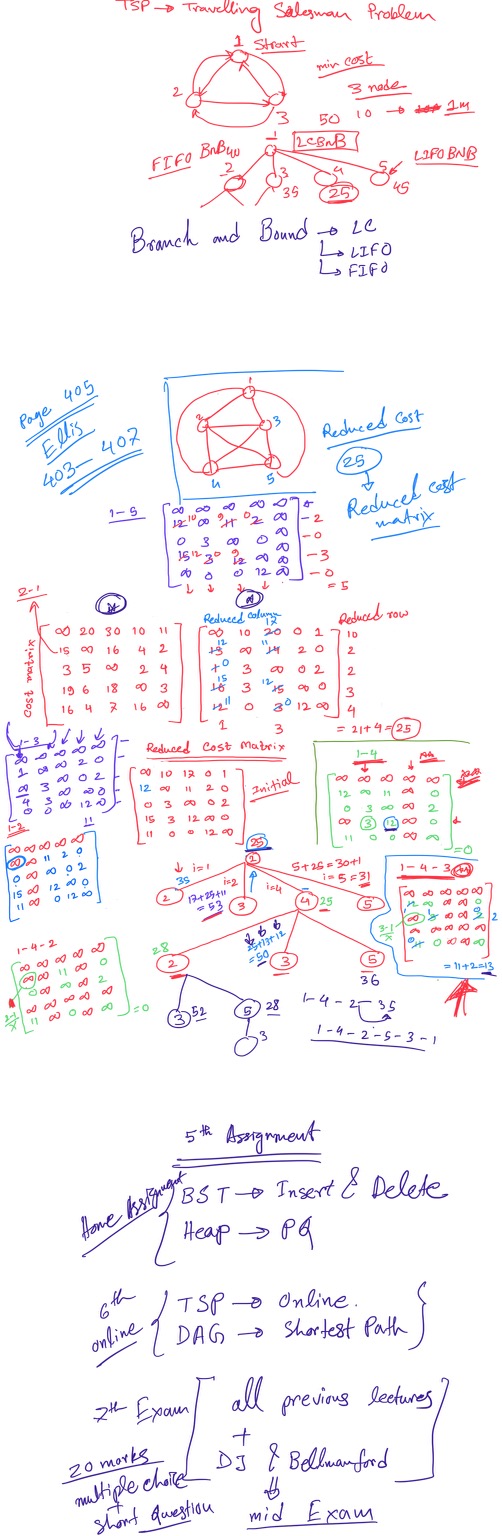 TSP → Travelling Salesman Problem
1 Start
min cost
2
3
3 node
50 10 → 1m
1 LCBnB
FIFO BnB 40
LIFO BNB
2 3 4 5
35 25 45
Branch and Bound → LC
→ LIFO
→ FIFO
Page 405
Ellis
403 — 407
1
2 3
4 5
Reduced Cost
25
Reduced cost
matrix
1-5
∞ ∞ ∞ ∞ ∞
12 10 ∞ 9 11 0 2 ∞ - 2
0 3 ∞ 0 ∞ - 0
15 12 3 0 12 9 ∞ ∞ - 3
∞ 0 0 12 ∞ - 0
= 5
2-1
Reduced column
Reduced row
Cost matrix
∞ 20 30 10 11
15 ∞ 16 4 2
3 5 ∞ 2 4
19 6 18 ∞ 3
16 4 7 16 ∞
12
∞ 10 20 0 1 10
12 11
13 ∞ 14 2 0 2
1 0 3 ∞ 0 2 2
15 12
16 3 15 ∞ 0 3
12 11 0 3 0 12 ∞ 4
1 3 = 21+4 = 25
Reduced Cost Matrix
1-3
∞ ∞ ∞ ∞ ∞
1 ∞ ∞ 2 0
∞ 3 ∞ 0 2
4 3 ∞ ∞ 0
0 0 ∞ 12 ∞
11
∞ 10 12 0 1
12 ∞ 11 2 0
0 3 ∞ 0 2
15 3 12 ∞ 0
11 0 0 12 ∞
Initial
1-4
∞ ∞ ∞ ∞ ∞
12 ∞ 11 ∞ 0
0 3 ∞ ∞ 2
∞ 3 12 ∞ 0
11 0 0 ∞ ∞
= 0
1-2
∞ ∞ ∞ ∞ ∞
∞ ∞ 11 2 0
0 ∞ ∞ 0 2
15 ∞ 12 ∞ 0
11 ∞ 0 12 ∞
25
5+25 = 30+1
i=1 i=2 i=4 i=5 = 31
35
17+25+11
= 53
2 3 4 25 5
1-4-3
3-1
= 11+2 = 13
1-4-2
∞ ∞ ∞ ∞ ∞
∞ ∞ 11 ∞ 0
0 ∞ ∞ ∞ 2
∞ ∞ ∞ ∞ ∞
11 ∞ 0 ∞ ∞
= 0
28
25+13+12
= 50
2 3 5
36
3 52 5 28
3
1-4-2 35
1-4-2-5-3-1
5th Assignment
Home Assignment
BST → Insert & Delete
Heap → PQ
6th
online
TSP → Online.
DAG → Shortest Path
7th Exam
all previous lectures
+
DJ & Bellmanford
20 marks
multiple choice
+
short question
mid Exam